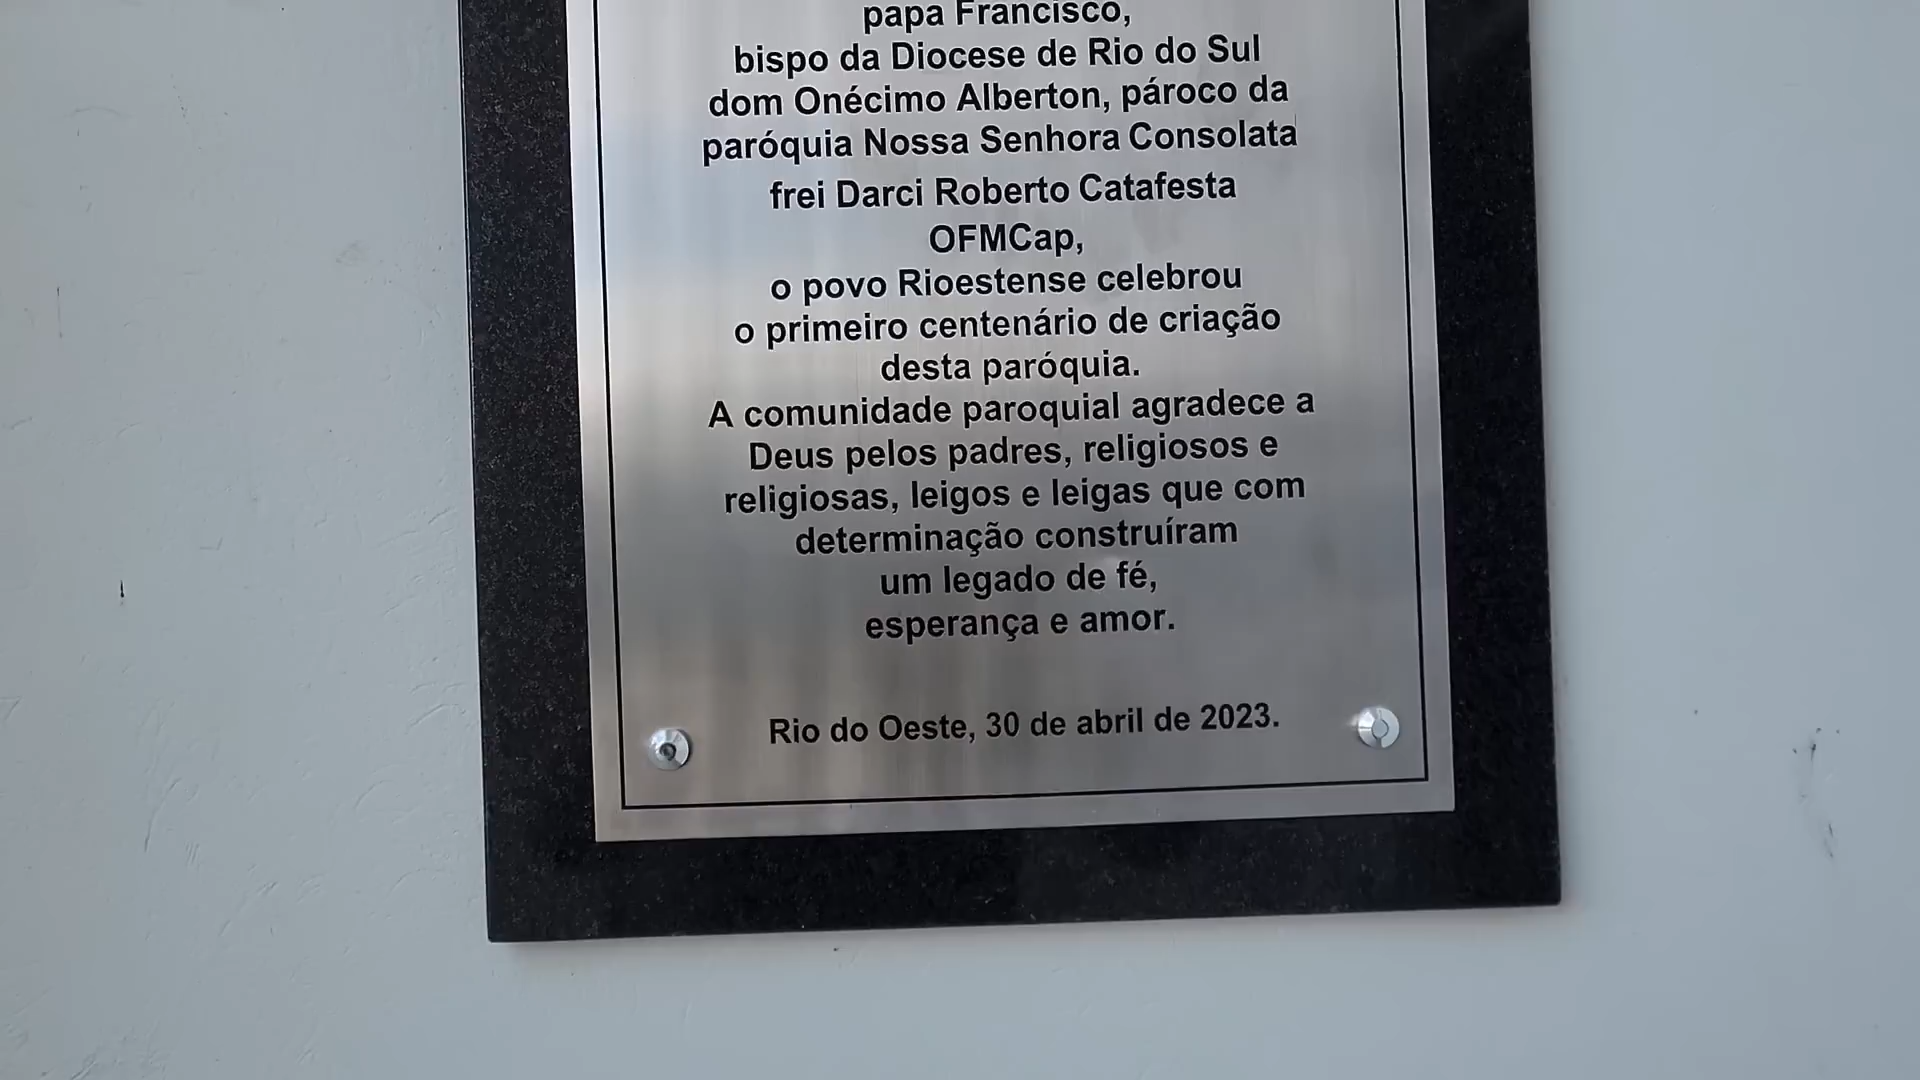 papa Francisco,
bispo da Diocese de Rio do Sul
dom Onécimo Alberton, pároco da
paróquia Nossa Senhora Consolata
frei Darci Roberto Catafesta
OFMCap,
o povo Rioestense celebrou
o primeiro centenário de criação
desta paróquia.
A comunidade paroquial agradece a
Deus pelos padres, religiosos e
religiosas, leigos e leigas que com
determinação construíram
um legado de fé,
esperança e amor.
Rio do Oeste, 30 de abril de 2023.